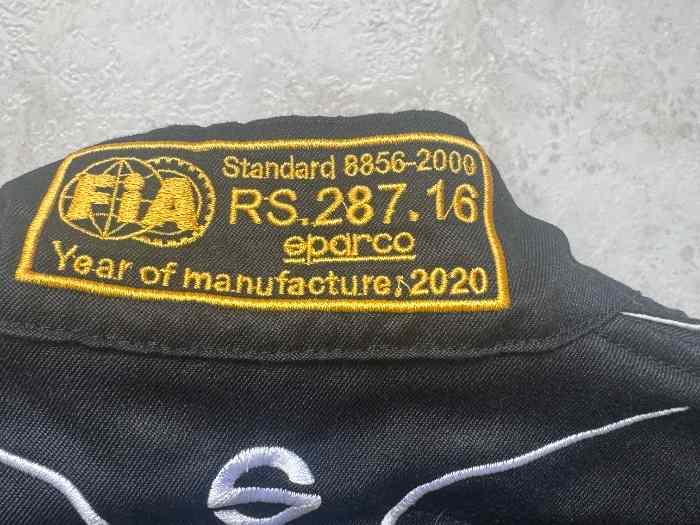 FiA
Standard 8856-2000
RS.287.16
sparco
Year of manufacture: 2020